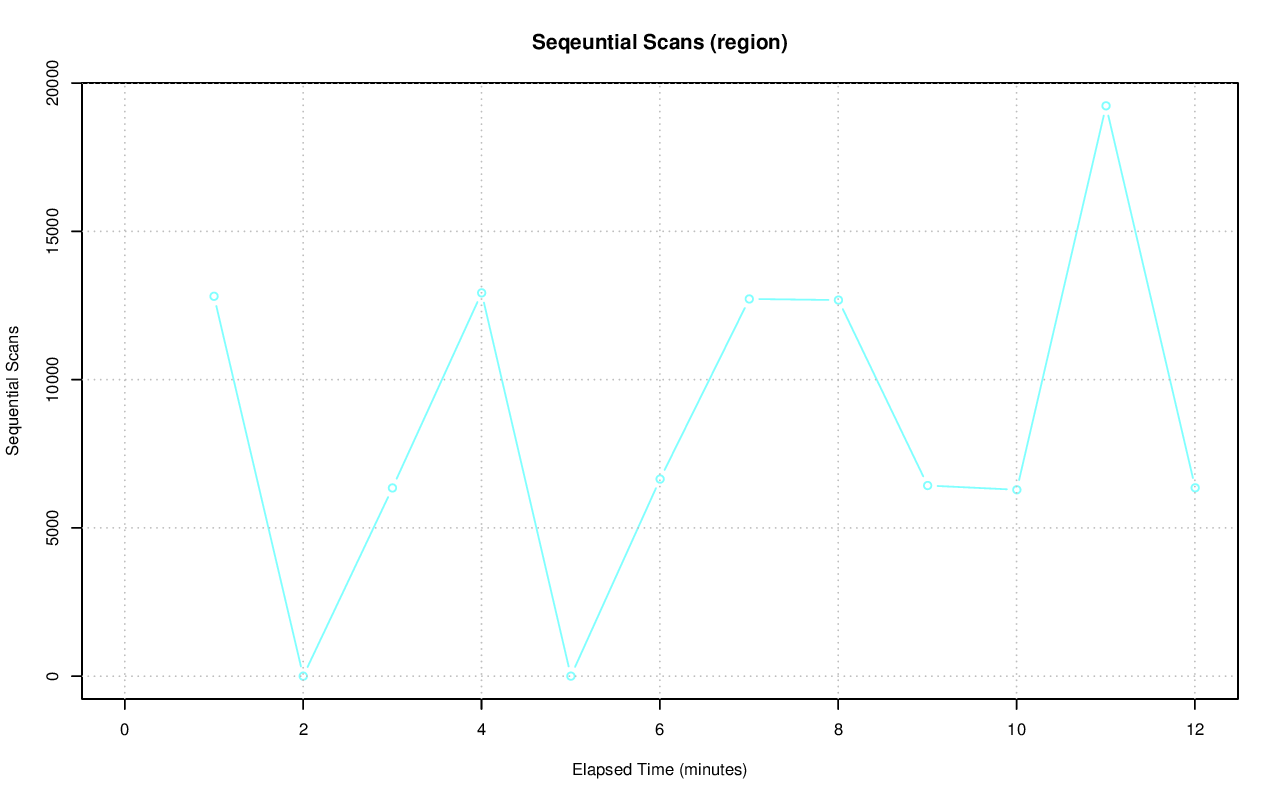 Seqeuntial Scans (region)
20000
15000
10000
5000
0
Sequential Scans
0 2 4 6 8 10 12
Elapsed Time (minutes)